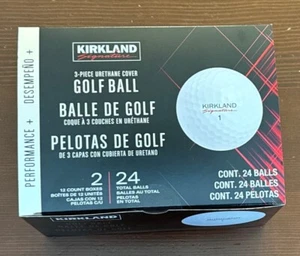 PERFORMANCE + DESEMPEÑO +
KIRKLAND
Signature
3-PIECE URETHANE COVER
GOLF BALL
BALLE DE GOLF
COQUE À 3 COUCHES EN URÉTHANE
PELOTAS DE GOLF
DE 3 CAPAS CON CUBIERTA DE URETANO
KIRKLAND
Signature
1
2
12 COUNT BOXES
BOÎTES DE 12 UNITÉS
CAJAS CON 12
PELOTAS C/U
24
TOTAL BALLS
BALLES AU TOTAL
PELOTAS
EN TOTAL
CONT. 24 BALLS
CONT. 24 BALLES
CONT. 24 PELOTAS
KIRKLAND
Signature